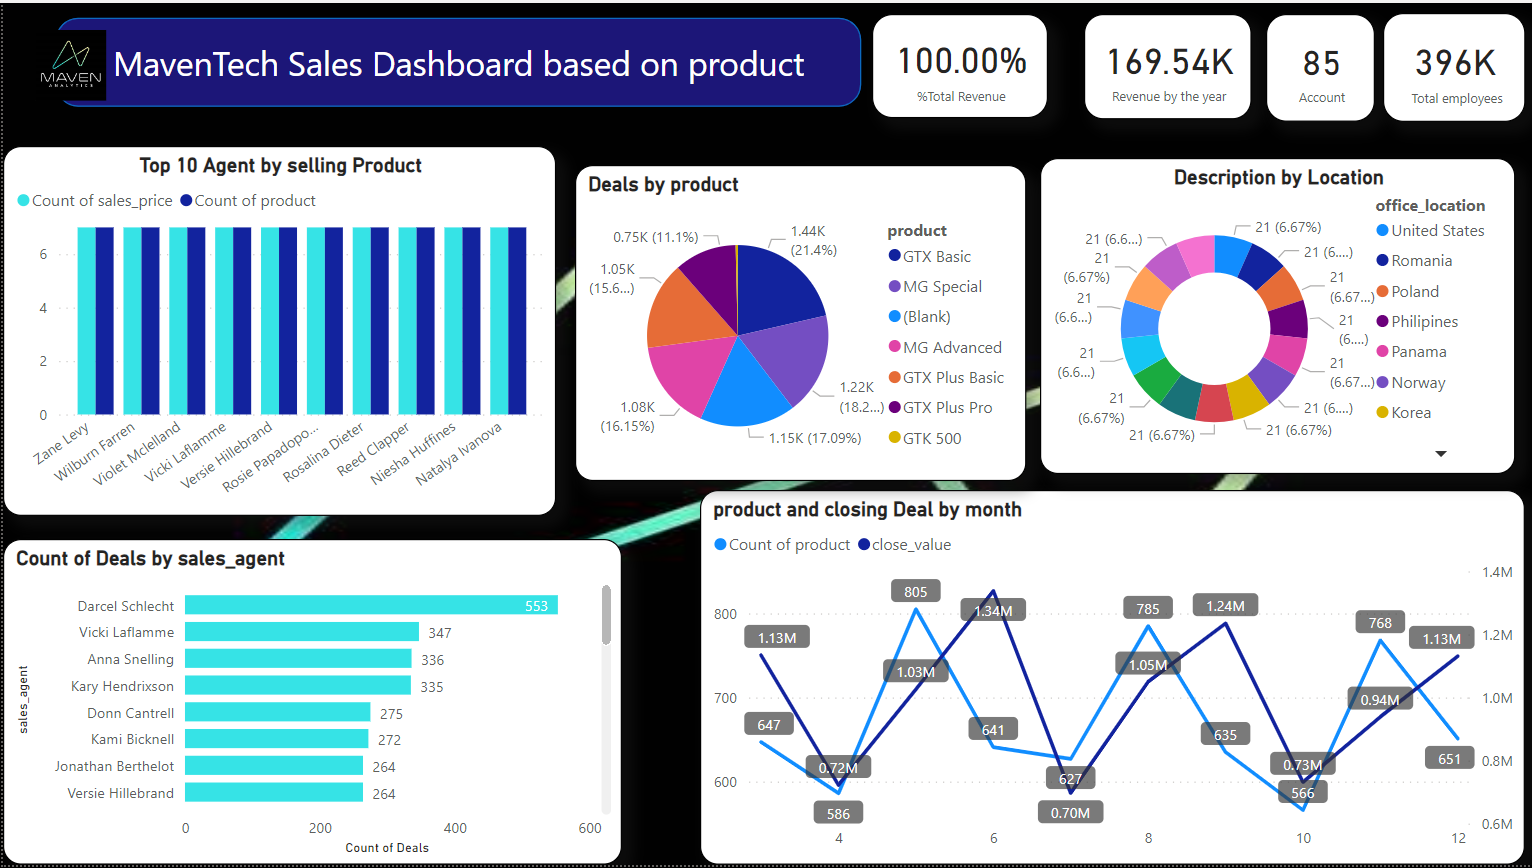 MAVEN
ANALYTICS
MavenTech Sales Dashboard based on product
100.00%
%Total Revenue
169.54K
Revenue by the year
85
Account
396K
Total employees
Top 10 Agent by selling Product
Count of sales_price
Count of product
6
4
2
0
Zane Levy
Wilburn Farren
Violet Mclelland
Vicki Laflamme
Versie Hillebrand
Rosie Papadopo...
Rosalina Dieter
Reed Clapper
Niesha Huffines
Natalya Ivanova
Deals by product
0.75K (11.1%)
1.44K
(21.4%)
1.05K
(15.6...)
1.22K
(18.2...)
1.08K
(16.15%)
1.15K (17.09%)
product
GTX Basic
MG Special
(Blank)
MG Advanced
GTX Plus Basic
GTX Plus Pro
GTK 500
Description by Location
21 (6.67%)
21 (6....)
21
(6.67...)
21
(6....)
21
(6.67...)
21 (6....)
21 (6.67%)
21 (6.67%)
21
(6.67%)
21
(6.6...)
21
(6.6...)
21
(6.67%)
21 (6.6...)
office_location
United States
Romania
Poland
Philipines
Panama
Norway
Korea
Count of Deals by sales_agent
sales_agent
Darcel Schlecht 553
Vicki Laflamme 347
Anna Snelling 336
Kary Hendrixson 335
Donn Cantrell 275
Kami Bicknell 272
Jonathan Berthelot 264
Versie Hillebrand 264
0 200 400 600
Count of Deals
product and closing Deal by month
Count of product
close_value
800
700
600
1.4M
1.2M
1.0M
0.8M
0.6M
1.13M
647
0.72M
586
805
1.03M
1.34M
641
627
0.70M
785
1.05M
1.24M
635
0.73M
566
768
0.94M
1.13M
651
4 6 8 10 12